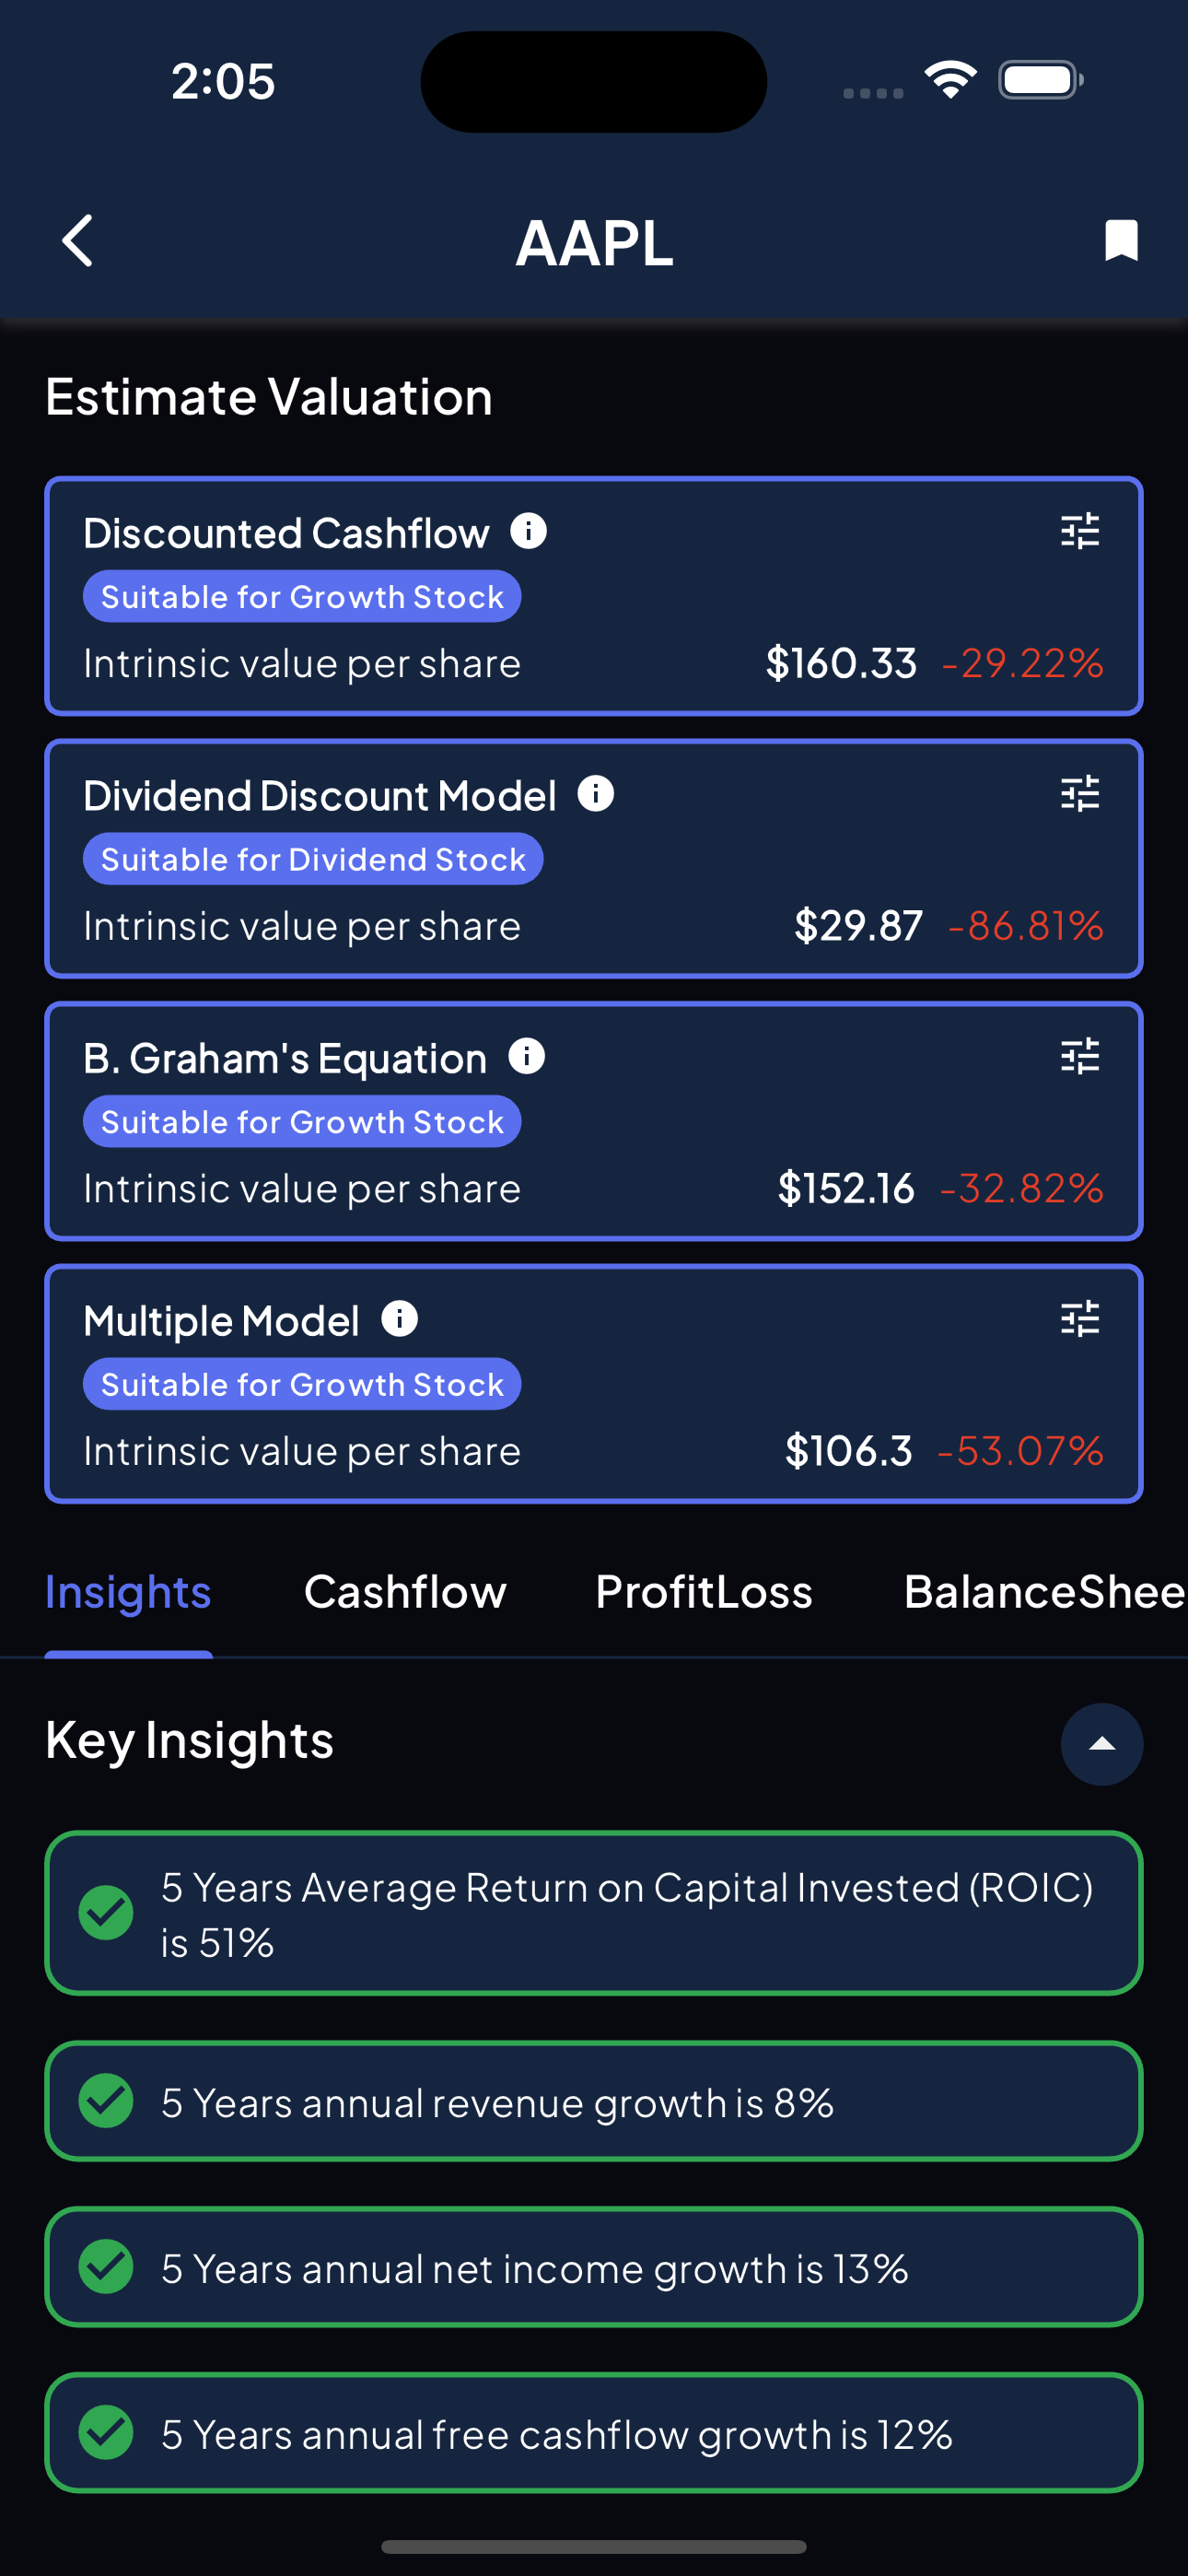 2:05
AAPL
Estimate Valuation
Discounted Cashflow
Suitable for Growth Stock
Intrinsic value per share $160.33 -29.22%
Dividend Discount Model
Suitable for Dividend Stock
Intrinsic value per share $29.87 -86.81%
B. Graham's Equation
Suitable for Growth Stock
Intrinsic value per share $152.16 -32.82%
Multiple Model
Suitable for Growth Stock
Intrinsic value per share $106.3 -53.07%
Insights Cashflow ProfitLoss BalanceShee
Key Insights
5 Years Average Return on Capital Invested (ROIC)
is 51%
5 Years annual revenue growth is 8%
5 Years annual net income growth is 13%
5 Years annual free cashflow growth is 12%